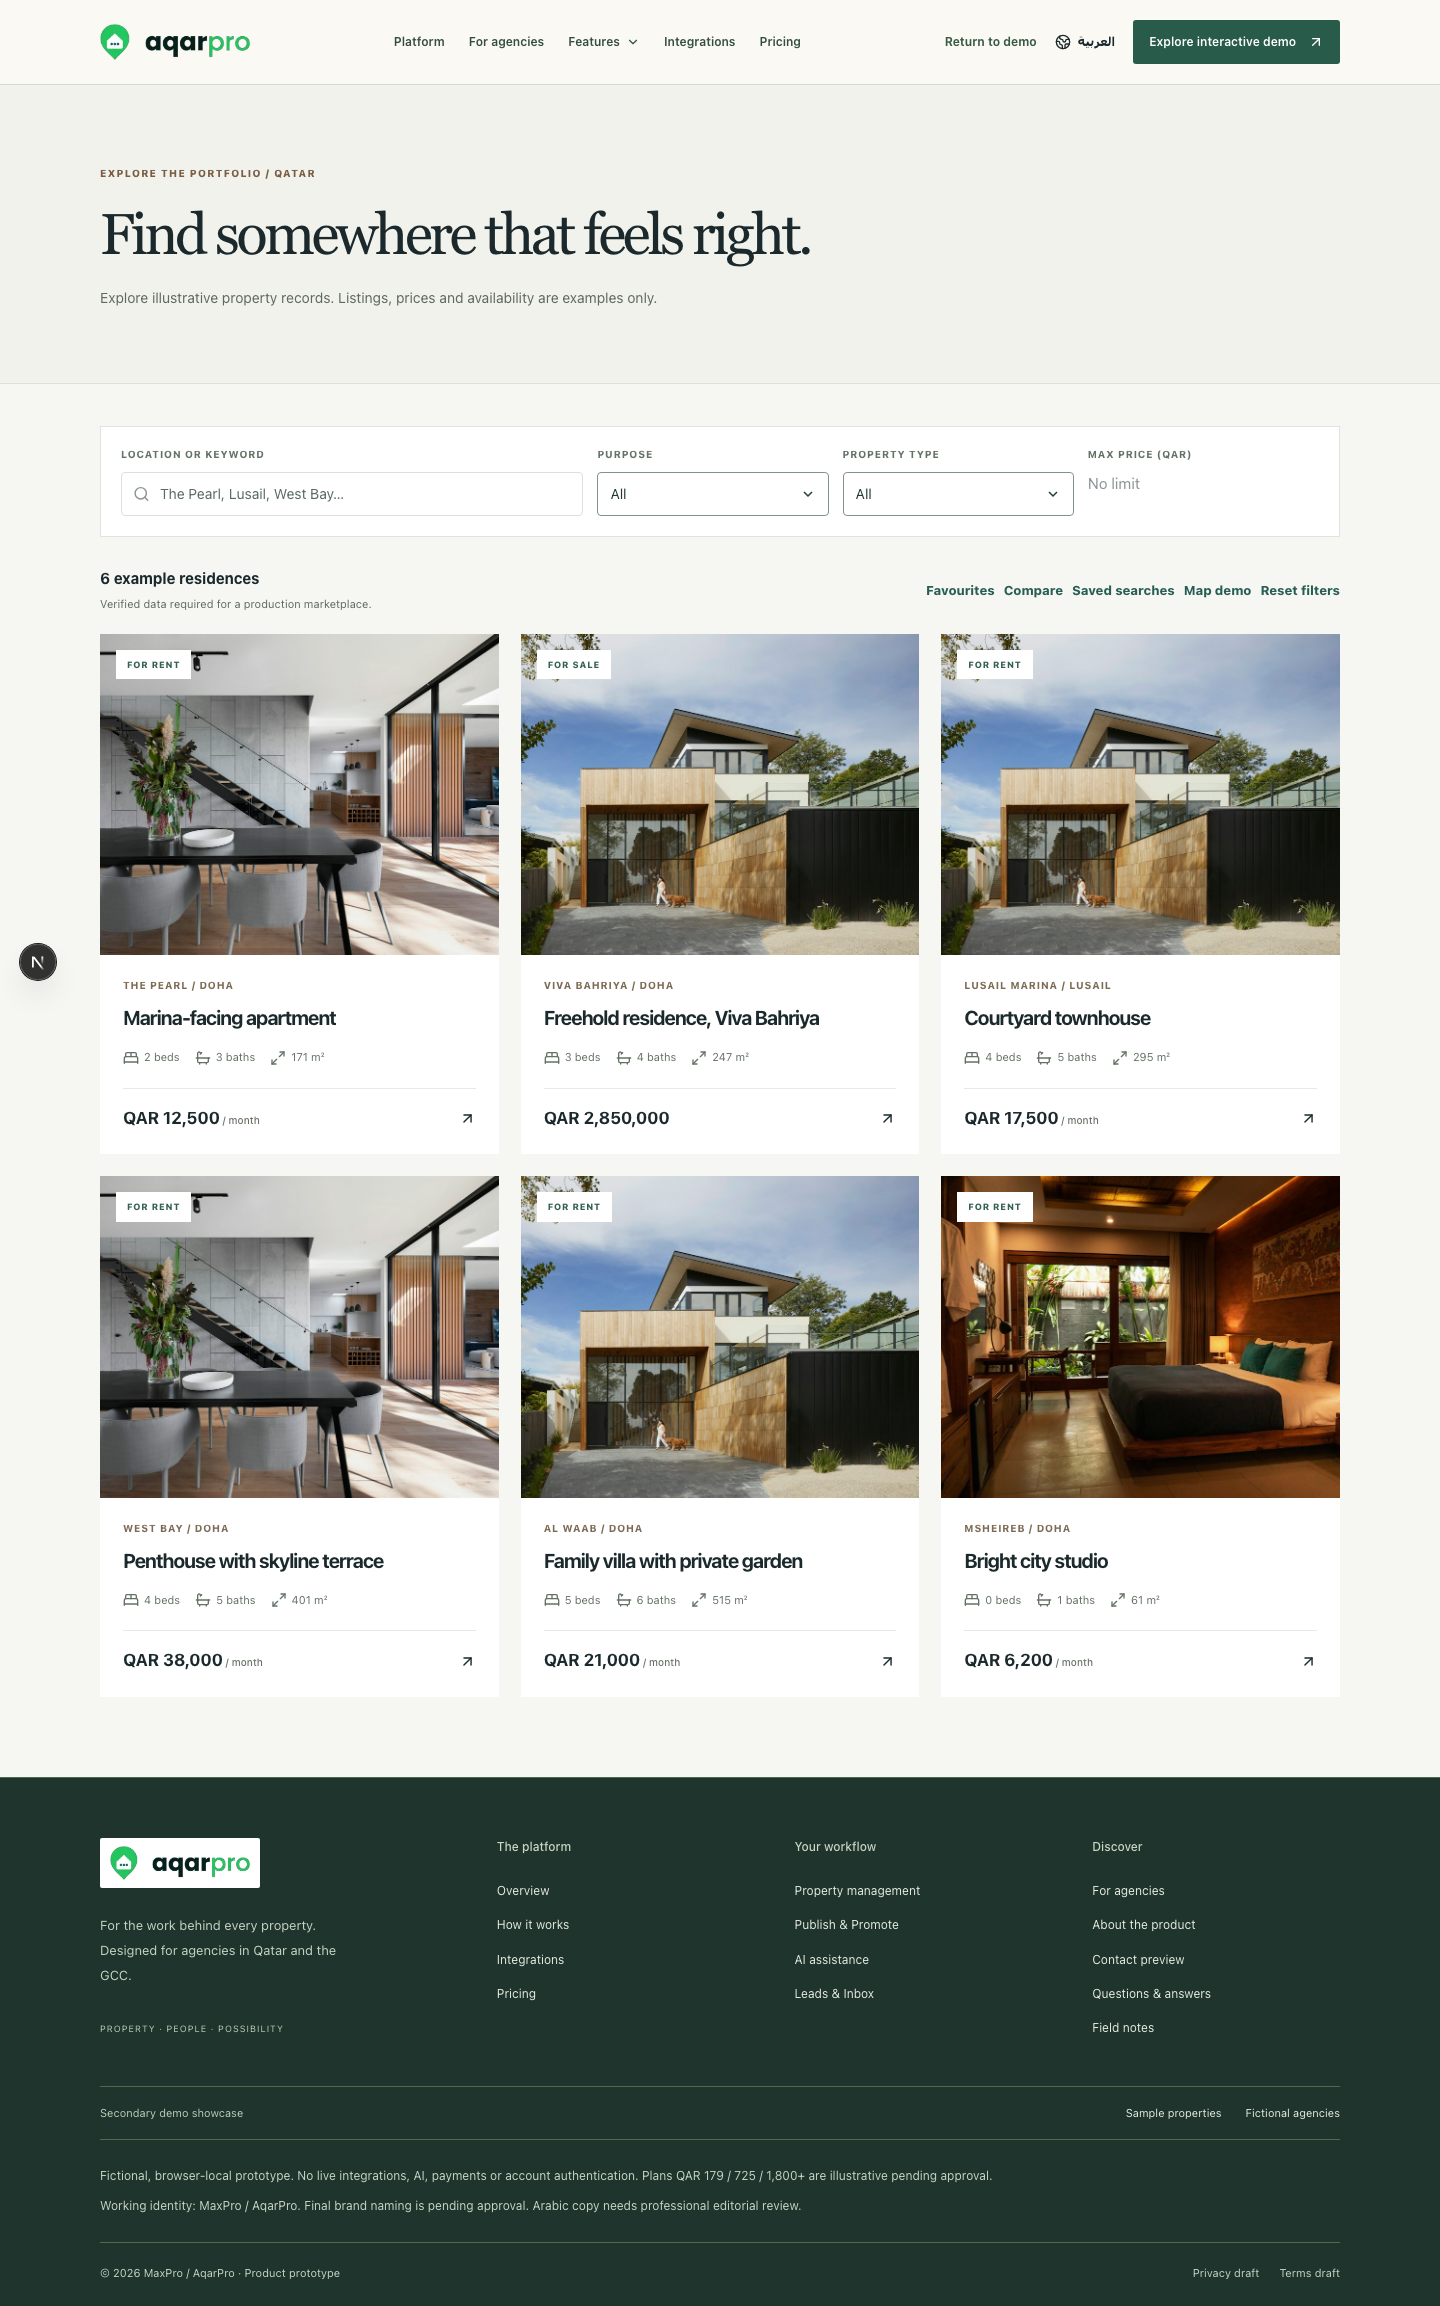 aqarpro
Platform
For agencies
Features
Integrations
Pricing
Return to demo
العربية
Explore interactive demo
EXPLORE THE PORTFOLIO / QATAR
Find somewhere that feels right.
Explore illustrative property records. Listings, prices and availability are examples only.
LOCATION OR KEYWORD
The Pearl, Lusail, West Bay...
PURPOSE
All
PROPERTY TYPE
All
MAX PRICE (QAR)
No limit
6 example residences
Verified data required for a production marketplace.
Favourites
Compare
Saved searches
Map demo
Reset filters
FOR RENT
THE PEARL / DOHA
Marina-facing apartment
2 beds 3 baths 171 m²
QAR 12,500 / month
FOR SALE
VIVA BAHRIYA / DOHA
Freehold residence, Viva Bahriya
3 beds 4 baths 247 m²
QAR 2,850,000
FOR RENT
LUSAIL MARINA / LUSAIL
Courtyard townhouse
4 beds 5 baths 295 m²
QAR 17,500 / month
N
FOR RENT
WEST BAY / DOHA
Penthouse with skyline terrace
4 beds 5 baths 401 m²
QAR 38,000 / month
FOR RENT
AL WAAB / DOHA
Family villa with private garden
5 beds 6 baths 515 m²
QAR 21,000 / month
FOR RENT
MSHEIREB / DOHA
Bright city studio
0 beds 1 baths 61 m²
QAR 6,200 / month
aqarpro
For the work behind every property.
Designed for agencies in Qatar and the
GCC.
PROPERTY · PEOPLE · POSSIBILITY
The platform
Overview
How it works
Integrations
Pricing
Your workflow
Property management
Publish & Promote
AI assistance
Leads & Inbox
Discover
For agencies
About the product
Contact preview
Questions & answers
Field notes
Secondary demo showcase
Sample properties
Fictional agencies
Fictional, browser-local prototype. No live integrations, AI, payments or account authentication. Plans QAR 179 / 725 / 1,800+ are illustrative pending approval.
Working identity: MaxPro / AqarPro. Final brand naming is pending approval. Arabic copy needs professional editorial review.
© 2026 MaxPro / AqarPro · Product prototype
Privacy draft
Terms draft